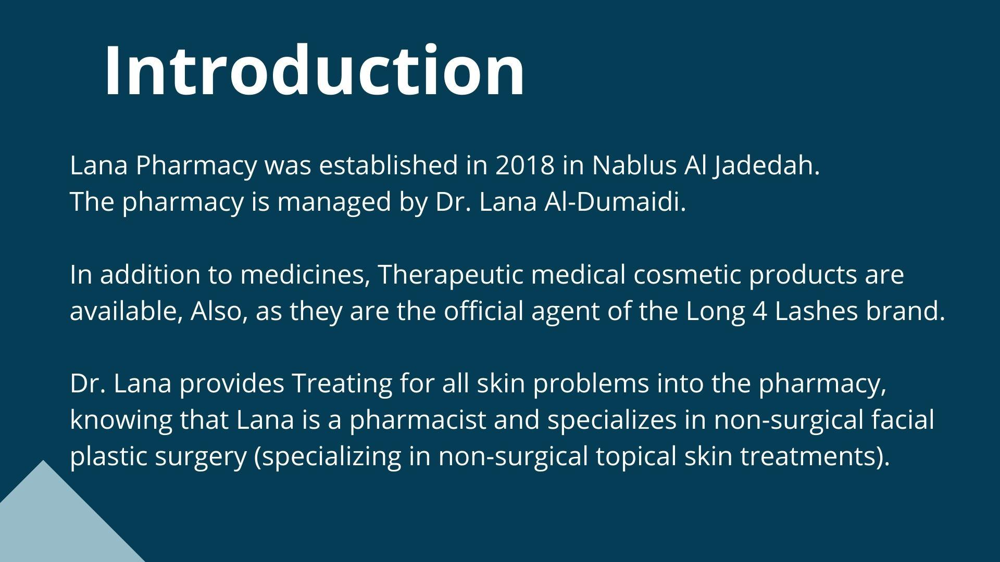 Introduction
Lana Pharmacy was established in 2018 in Nablus Al Jadedah.
The pharmacy is managed by Dr. Lana Al-Dumaidi.
In addition to medicines, Therapeutic medical cosmetic products are
available, Also, as they are the official agent of the Long 4 Lashes brand.
Dr. Lana provides Treating for all skin problems into the pharmacy,
knowing that Lana is a pharmacist and specializes in non-surgical facial
plastic surgery (specializing in non-surgical topical skin treatments).